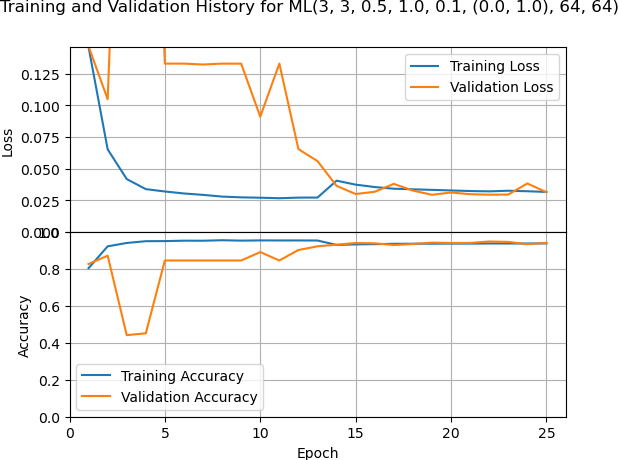 Training and Validation History for ML(3, 3, 0.5, 1.0, 0.1, (0.0, 1.0), 64, 64)
Loss
0.125
0.100
0.075
0.050
0.025
0.000
Training Loss
Validation Loss
Accuracy
1.0
0.8
0.6
0.4
0.2
0.0
Training Accuracy
Validation Accuracy
0 5 10 15 20 25
Epoch